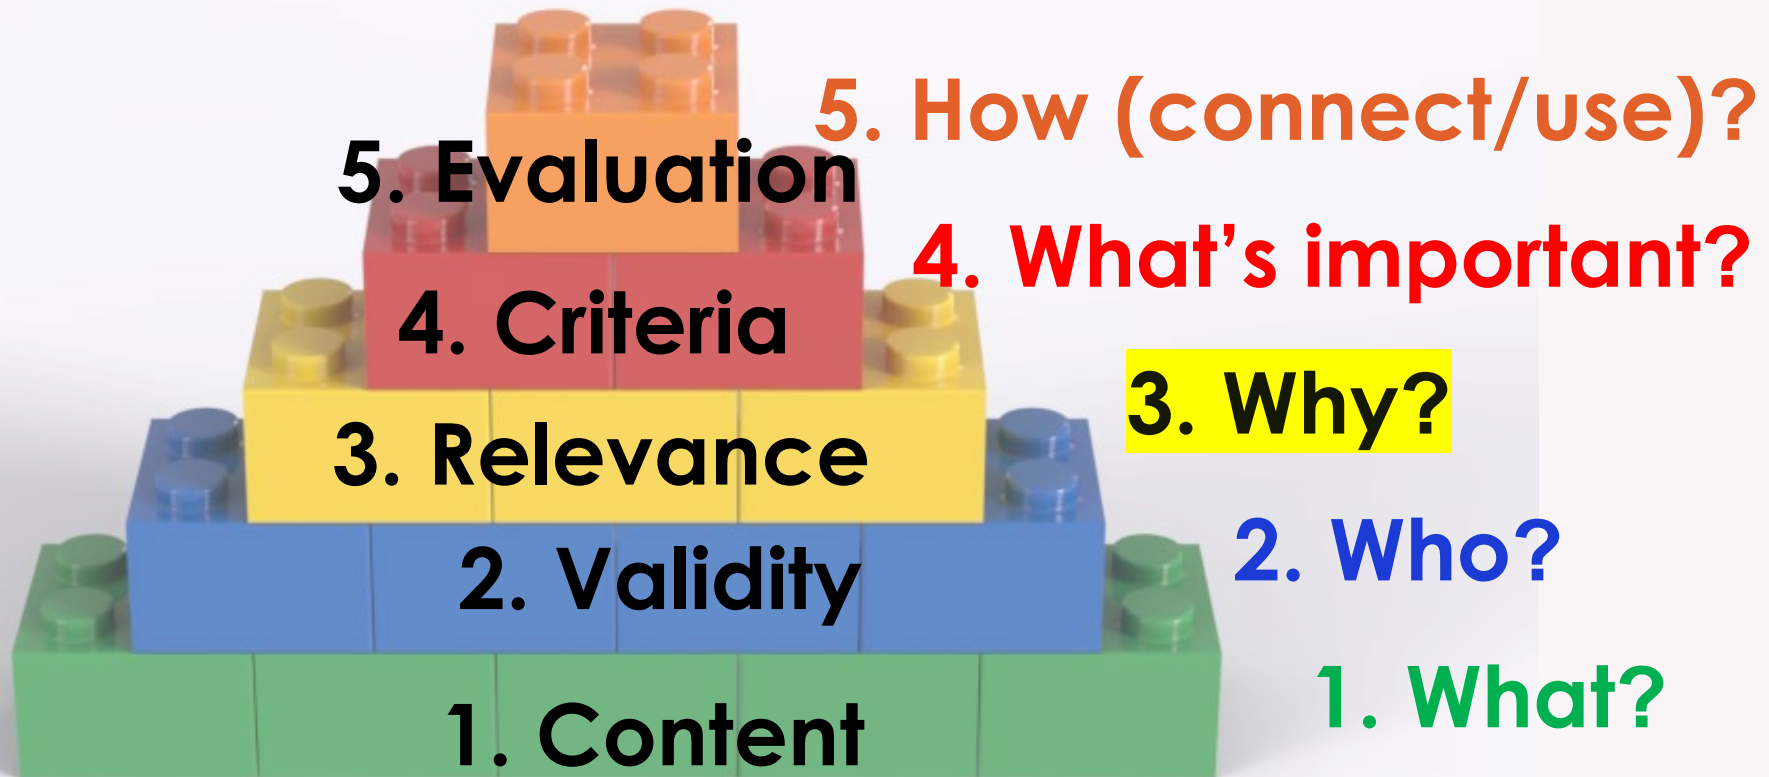 5. How (connect/use)?
5. Evaluation
4. What's important?
4. Criteria
3. Why?
3. Relevance
2. Who?
2. Validity
1. What?
1. Content